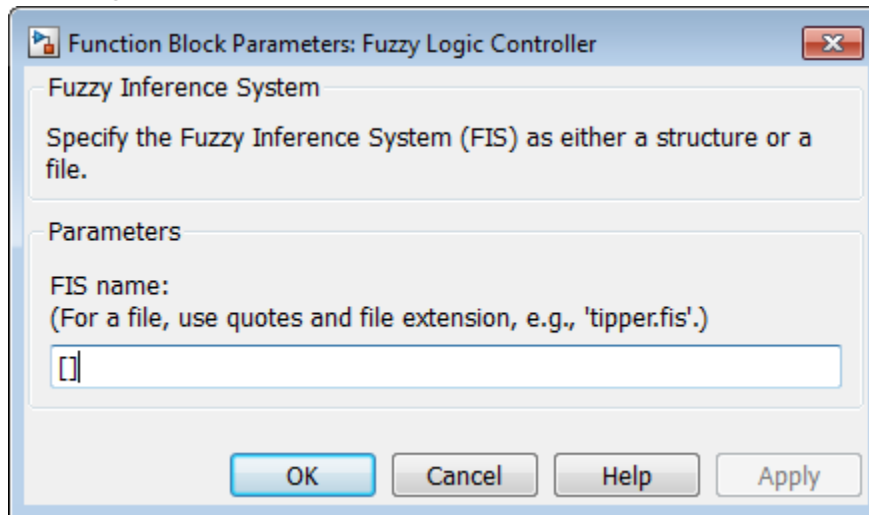 Function Block Parameters: Fuzzy Logic Controller
Fuzzy Inference System
Specify the Fuzzy Inference System (FIS) as either a structure or a
file.
Parameters
FIS name:
(For a file, use quotes and file extension, e.g., 'tipper.fis'.)
[]
OK Cancel Help Apply